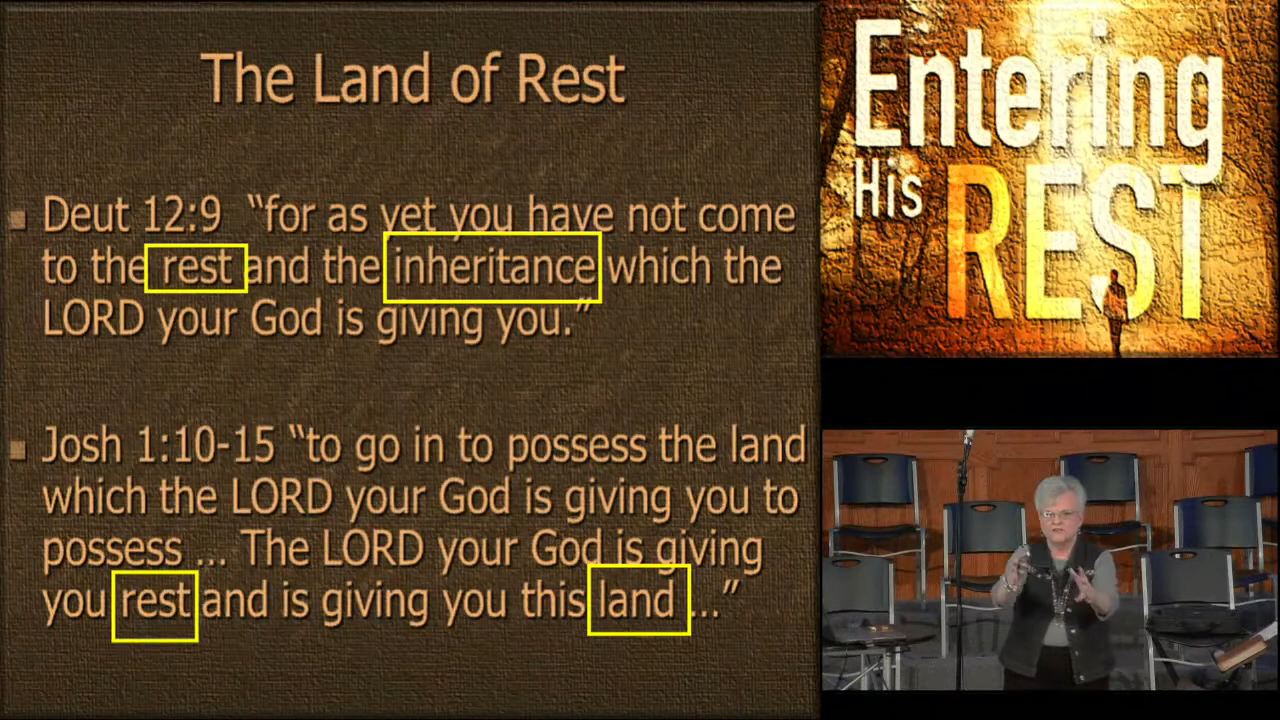 The Land of Rest
Deut 12:9 “for as yet you have not come
to the rest and the inheritance which the
LORD your God is giving you.”
Josh 1:10-15 “to go in to possess the land
which the LORD your God is giving you to
possess ... The LORD your God is giving
you rest and is giving you this land ...”
Entering
His REST